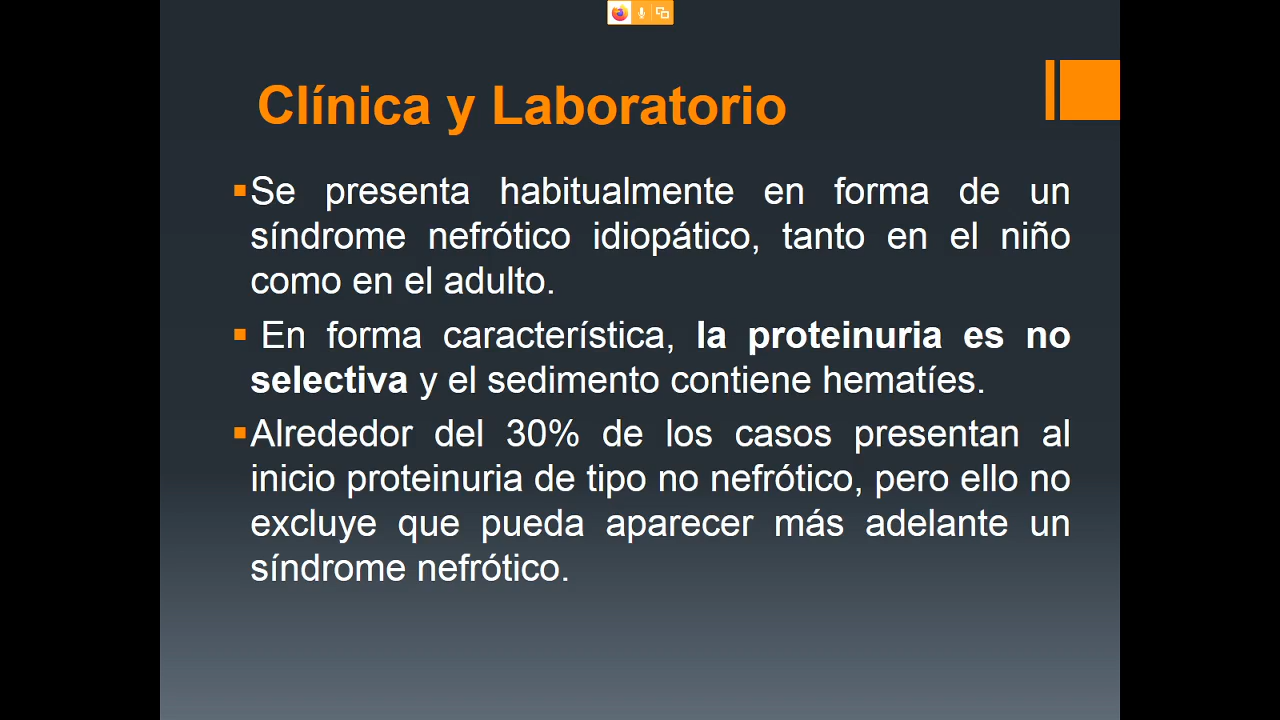 Clínica y Laboratorio
Se presenta habitualmente en forma de un
síndrome nefrótico idiopático, tanto en el niño
como en el adulto.
En forma característica, la proteinuria es no
selectiva y el sedimento contiene hematíes.
Alrededor del 30% de los casos presentan al
inicio proteinuria de tipo no nefrótico, pero ello no
excluye que pueda aparecer más adelante un
síndrome nefrótico.